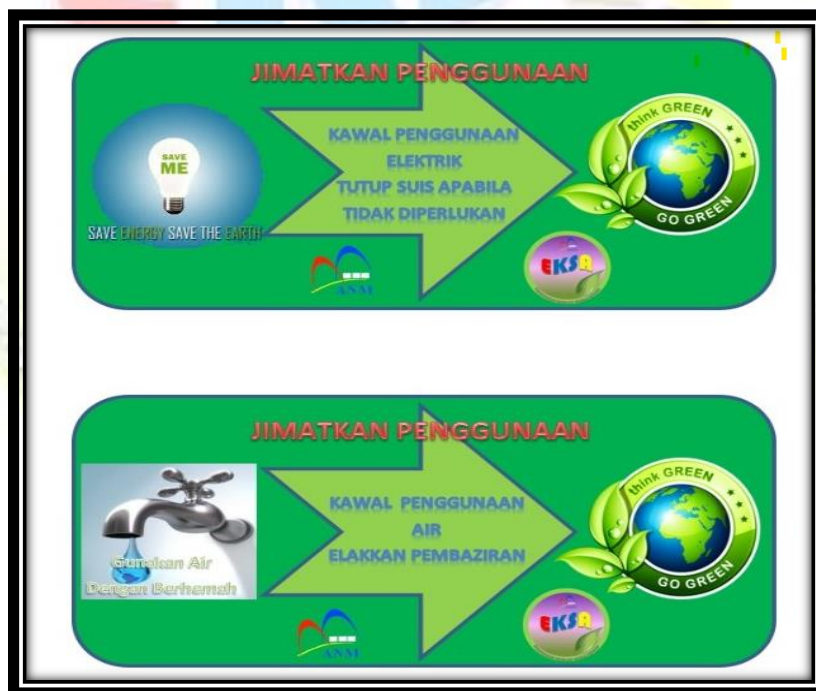 JIMATKAN PENGGUNAAN
SAVE
ME
SAVE ENERGY SAVE THE EARTH
KAWAL PENGGUNAAN
ELEKTRIK
TUTUP SUIS APABILA
TIDAK DIPERLUKAN
think GREEN
GO GREEN
ANM
EKSA
JIMATKAN PENGGUNAAN
Gunakan Air
Dengan Berhemah
KAWAL PENGGUNAAN
AIR
ELAKKAN PEMBAZIRAN
think GREEN
GO GREEN
ANM
EKSA